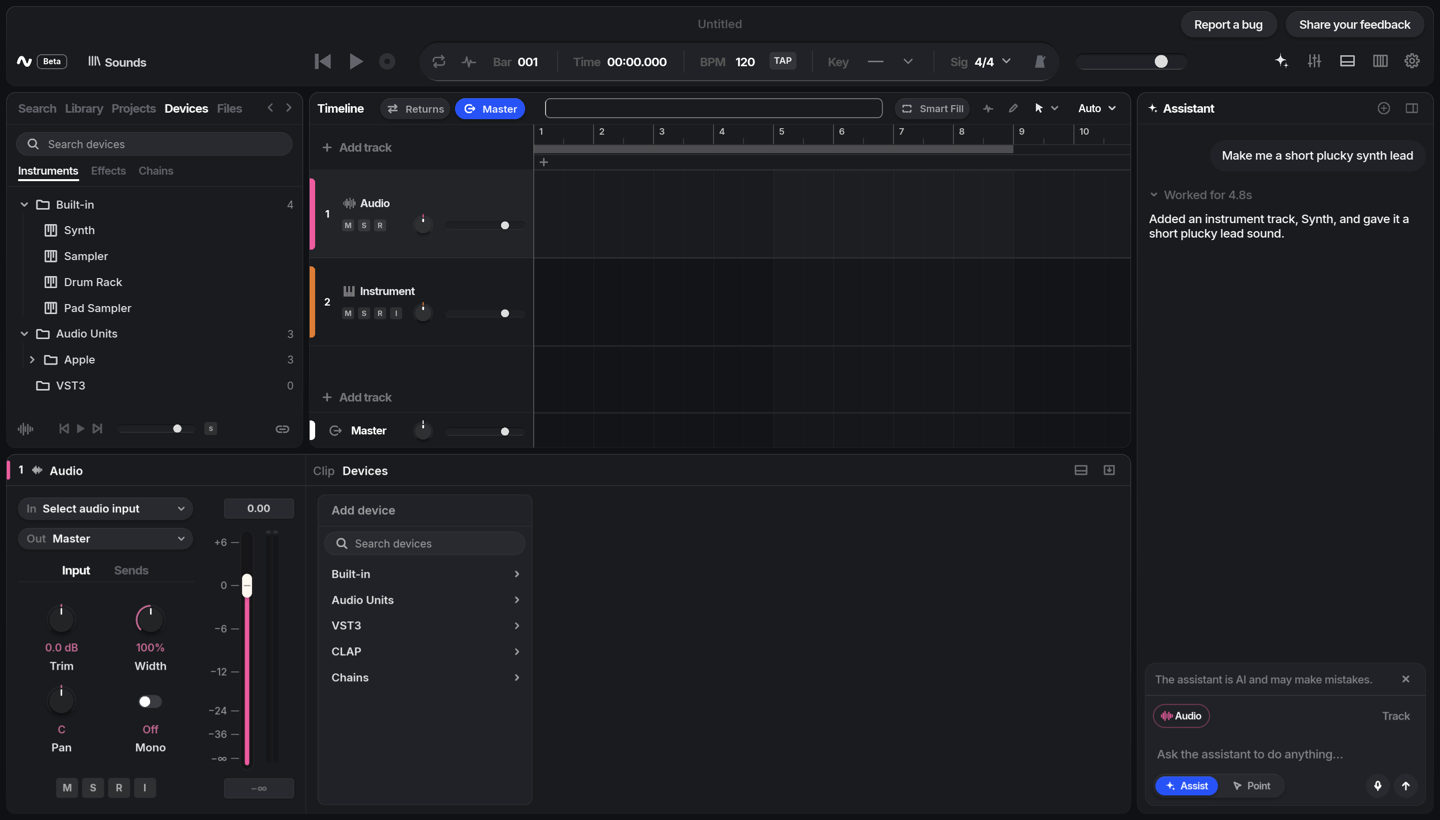 Untitled
Report a bug
Share your feedback
Beta
Sounds
Bar 001
Time 00:00.000
BPM 120
TAP
Key —
Sig 4/4
Search
Library
Projects
Devices
Files
Search devices
Instruments
Effects
Chains
Built-in
4
Synth
Sampler
Drum Rack
Pad Sampler
Audio Units
3
Apple
3
VST3
0
S
Timeline
Returns
Master
Smart Fill
Auto
Add track
1 2 3 4 5 6 7 8 9 10
1
Audio
M S R
2
Instrument
M S R I
Add track
Master
Assistant
Make me a short plucky synth lead
Worked for 4.8s
Added an instrument track, Synth, and gave it a
short plucky lead sound.
The assistant is AI and may make mistakes.
Audio
Track
Ask the assistant to do anything...
Assist
Point
1
Audio
In Select audio input
0.00
Out Master
Input
Sends
0.0 dB
Trim
100%
Width
C
Pan
Off
Mono
+6
0
−6
−12
−24
−36
−∞
M S R I
−∞
Clip
Devices
Add device
Search devices
Built-in
Audio Units
VST3
CLAP
Chains